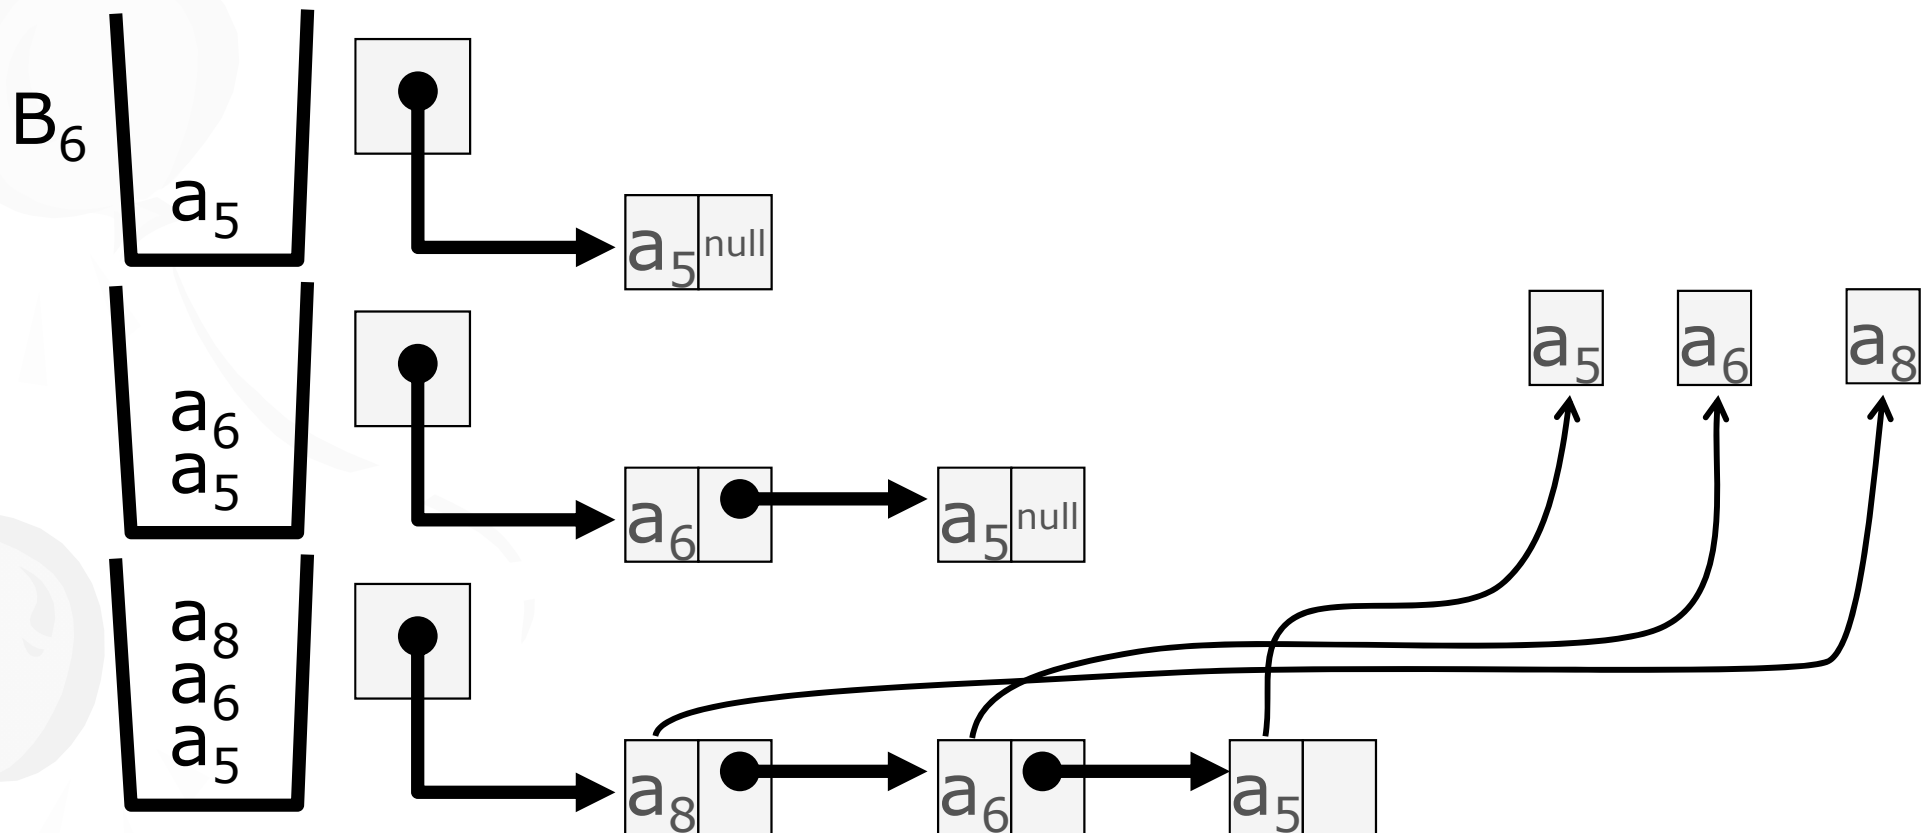 B₆
a₅
a₅ null
a₅ a₆ a₈
a₆
a₅
a₆ a₅ null
a₈
a₆
a₅
a₈ a₆ a₅